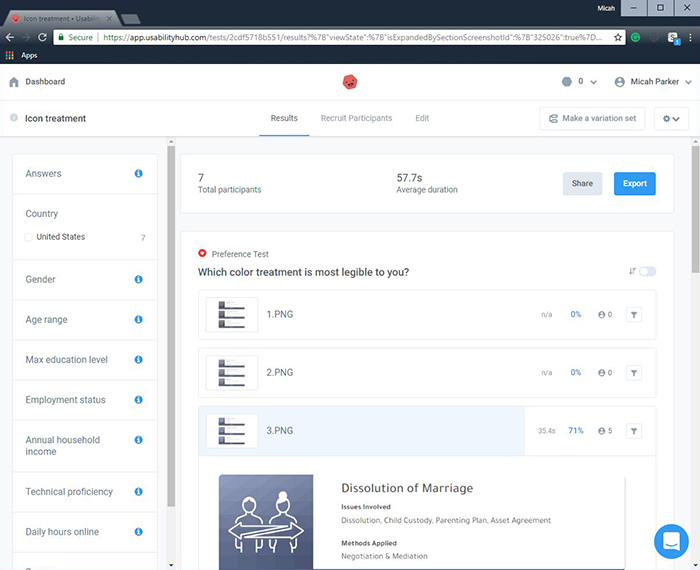 Micah
Icon treatment • Usabili
Secure https://app.usabilityhub.com/tests/2cdf5718b551/results?%7B"viewState"%7B"isExpandedBySectionScreenshotId":%7B"325026":true%7D...
Apps
Dashboard
0
Micah Parker
Icon treatment
Results
Recruit Participants
Edit
Make a variation set
Answers
Country
United States 7
Gender
Age range
Max education level
Employment status
Annual household
income
Technical proficiency
Daily hours online
7
Total participants
57.7s
Average duration
Share
Export
Preference Test
Which color treatment is most legible to you?
1.PNG n/a 0% 0
2.PNG n/a 0% 0
3.PNG 35.4s 71% 5
Dissolution of Marriage
Issues Involved
Dissolution, Child Custody, Parenting Plan, Asset Agreement
Methods Applied
Negotiation & Mediation